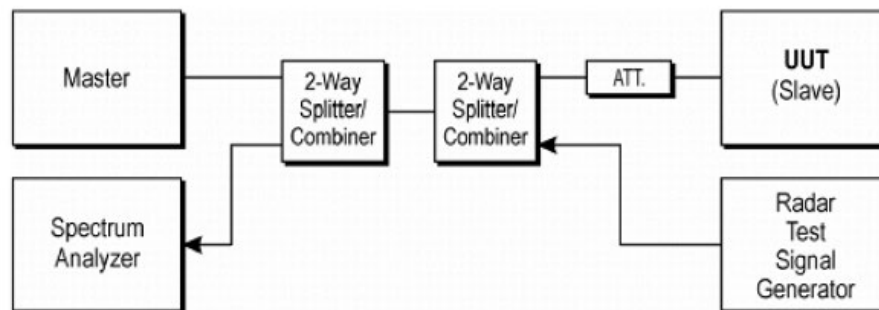 Master
2-Way
Splitter/
Combiner
2-Way
Splitter/
Combiner
ATT.
UUT
(Slave)
Spectrum
Analyzer
Radar
Test
Signal
Generator